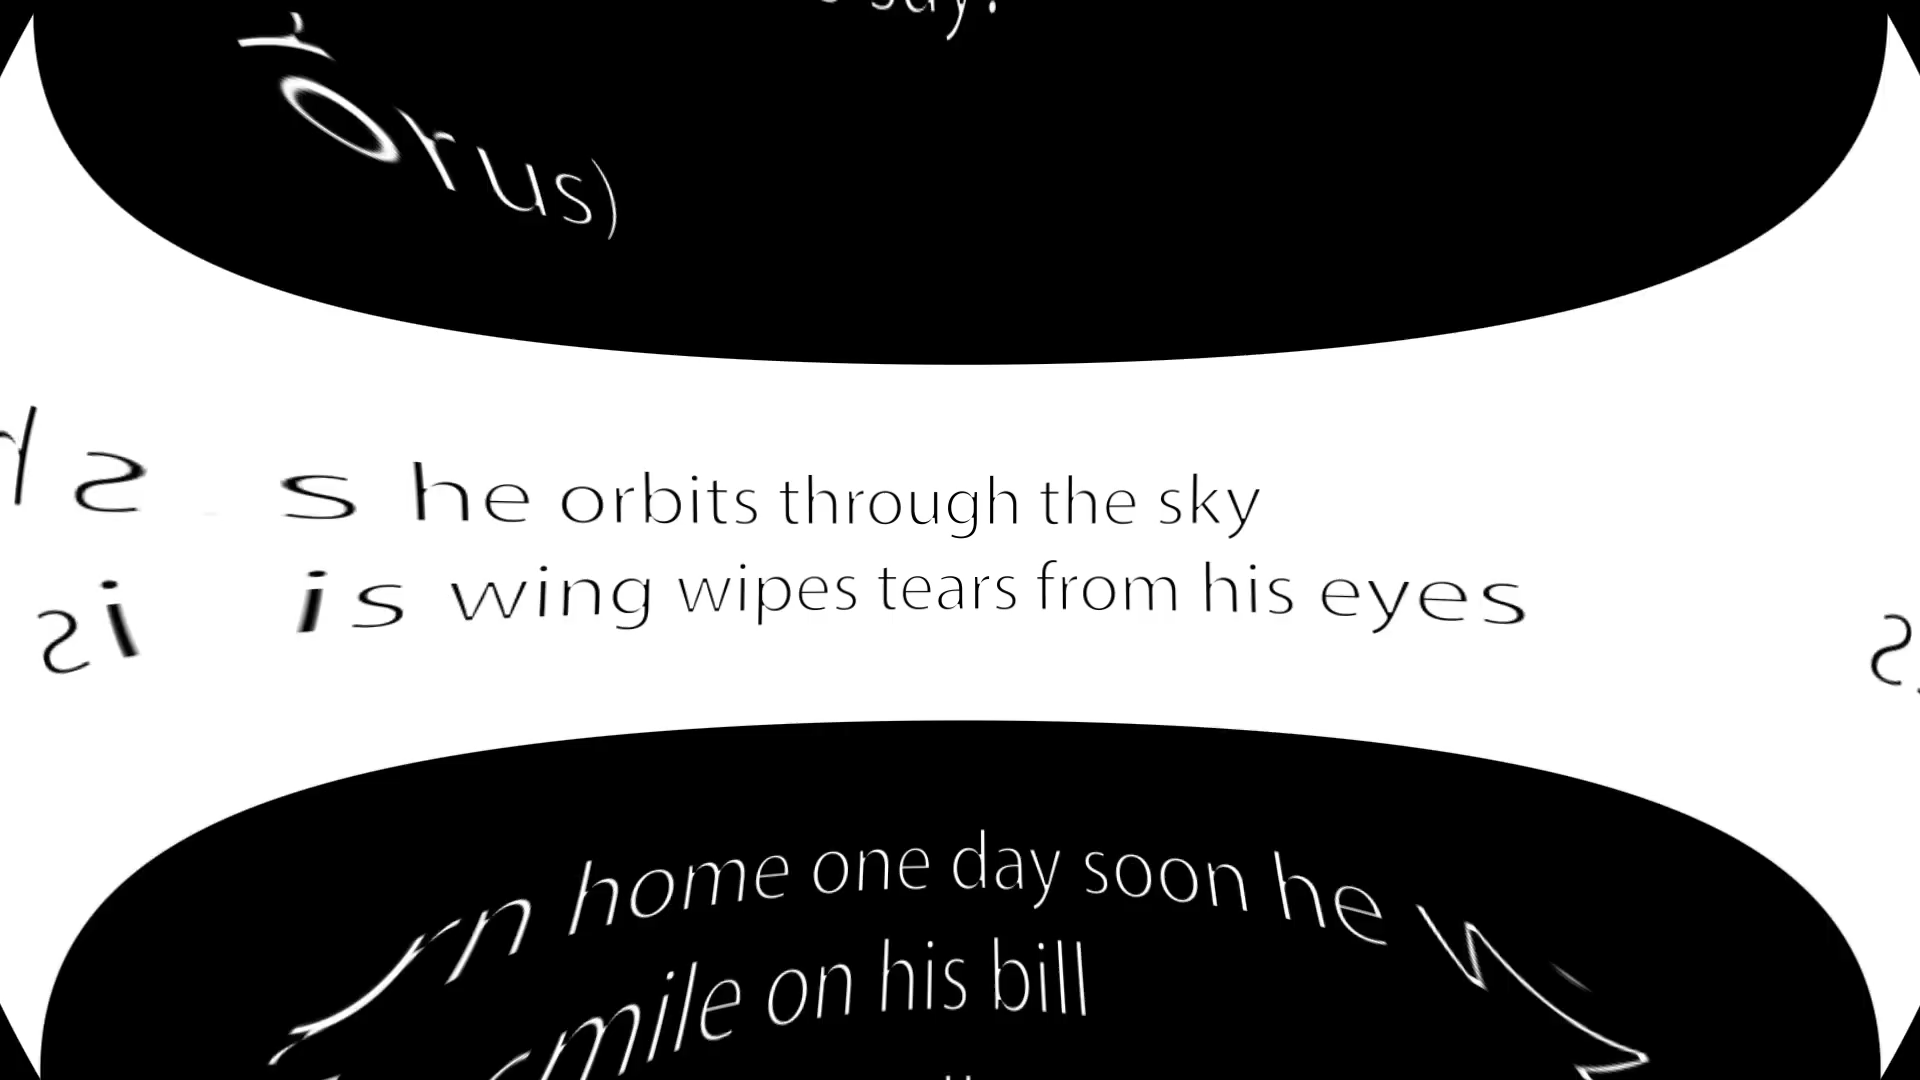 orus)
s he orbits through the sky
is wing wipes tears from his eyes
rn home one day soon he
smile on his bill